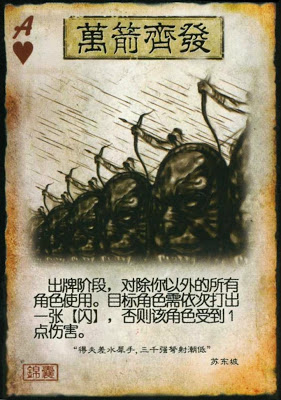 A
萬箭齊發
出牌阶段，对除你以外的所有
角色使用。目标角色需依次打出
一张【闪】，否则该角色受到1
点伤害。
“得夫差水犀手，三千强弩射潮低”
苏东坡
錦囊